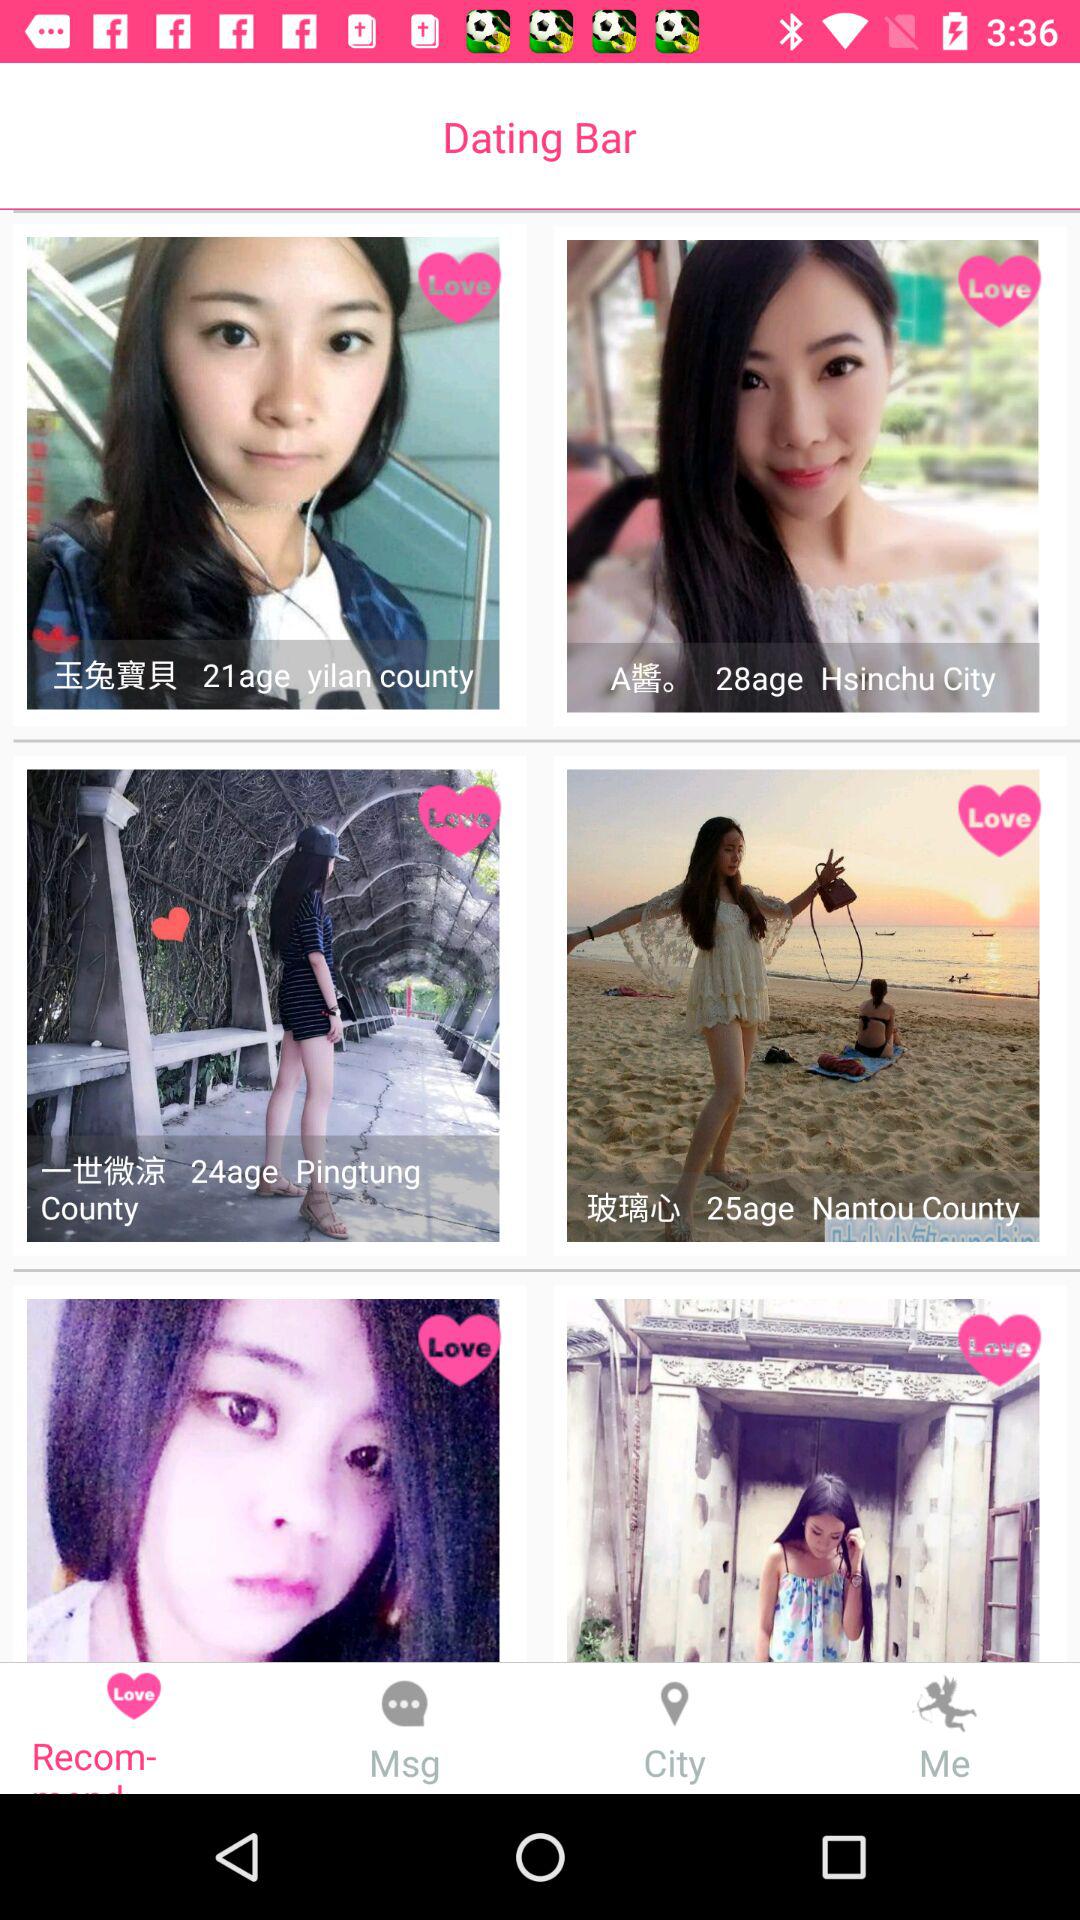 3:36
Dating Bar
Love
Love
玉兔寶貝 21age yilan county
A醬。 28age Hsinchu City
Love
Love
一世微涼 24age Pingtung
County
玻璃心 25age Nantou County
Love
Love
Love
Recom-
Msg
City
Me